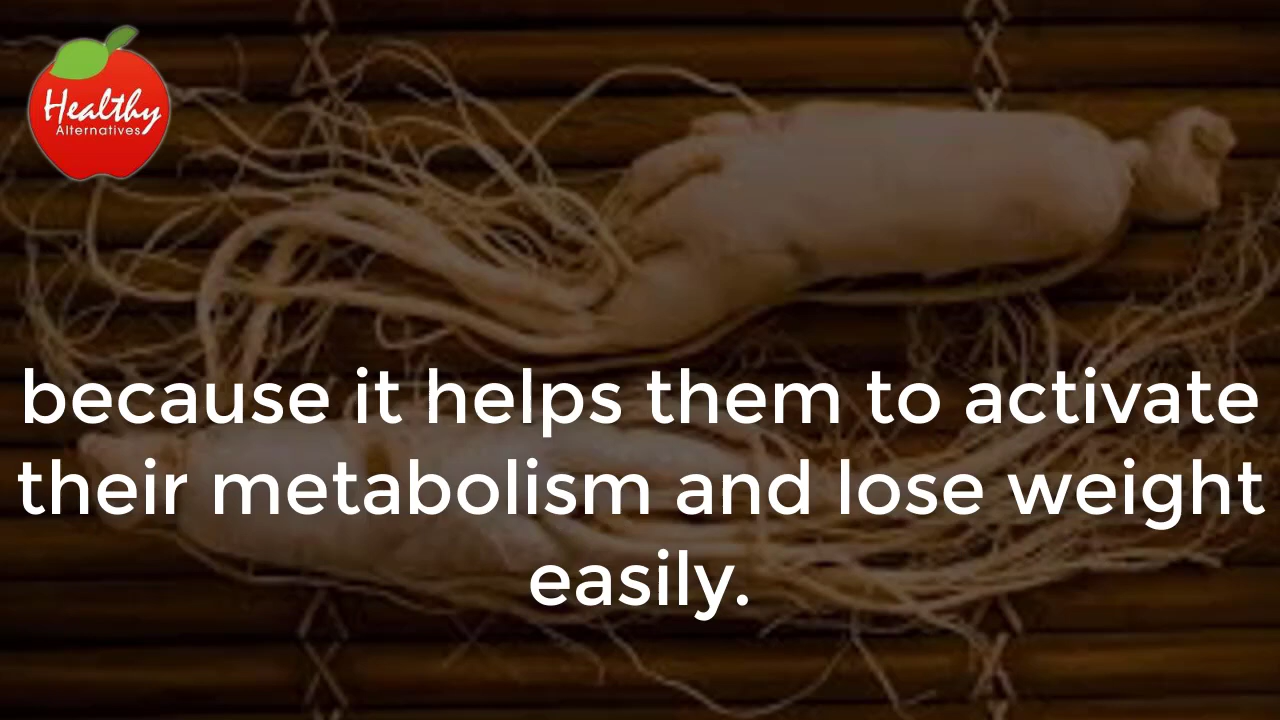 Healthy
Alternatives
because it helps them to activate
their metabolism and lose weight
easily.